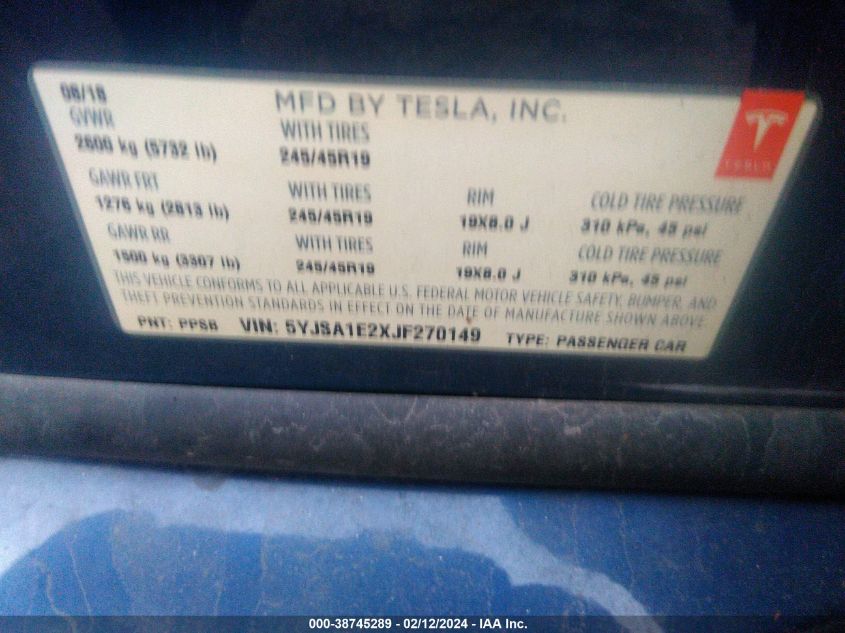 08/18 MFD BY TESLA, INC.
GVWR WITH TIRES
2600 kg (5732 lb) 245/45R19
GAWR FRT WITH TIRES RIM COLD TIRE PRESSURE
1276 kg (2813 lb) 245/45R19 19X8.0 J 310 kPa, 45 psi
GAWR RR WITH TIRES RIM COLD TIRE PRESSURE
1500 kg (3307 lb) 245/45R19 19X8.0 J 310 kPa, 45 psi
THIS VEHICLE CONFORMS TO ALL APPLICABLE U.S. FEDERAL MOTOR VEHICLE SAFETY, BUMPER, AND
THEFT PREVENTION STANDARDS IN EFFECT ON THE DATE OF MANUFACTURE SHOWN ABOVE.
PNT: PPSB VIN: 5YJSA1E2XJF270149 TYPE: PASSENGER CAR
TESLA
000-38745289 - 02/12/2024 - IAA Inc.